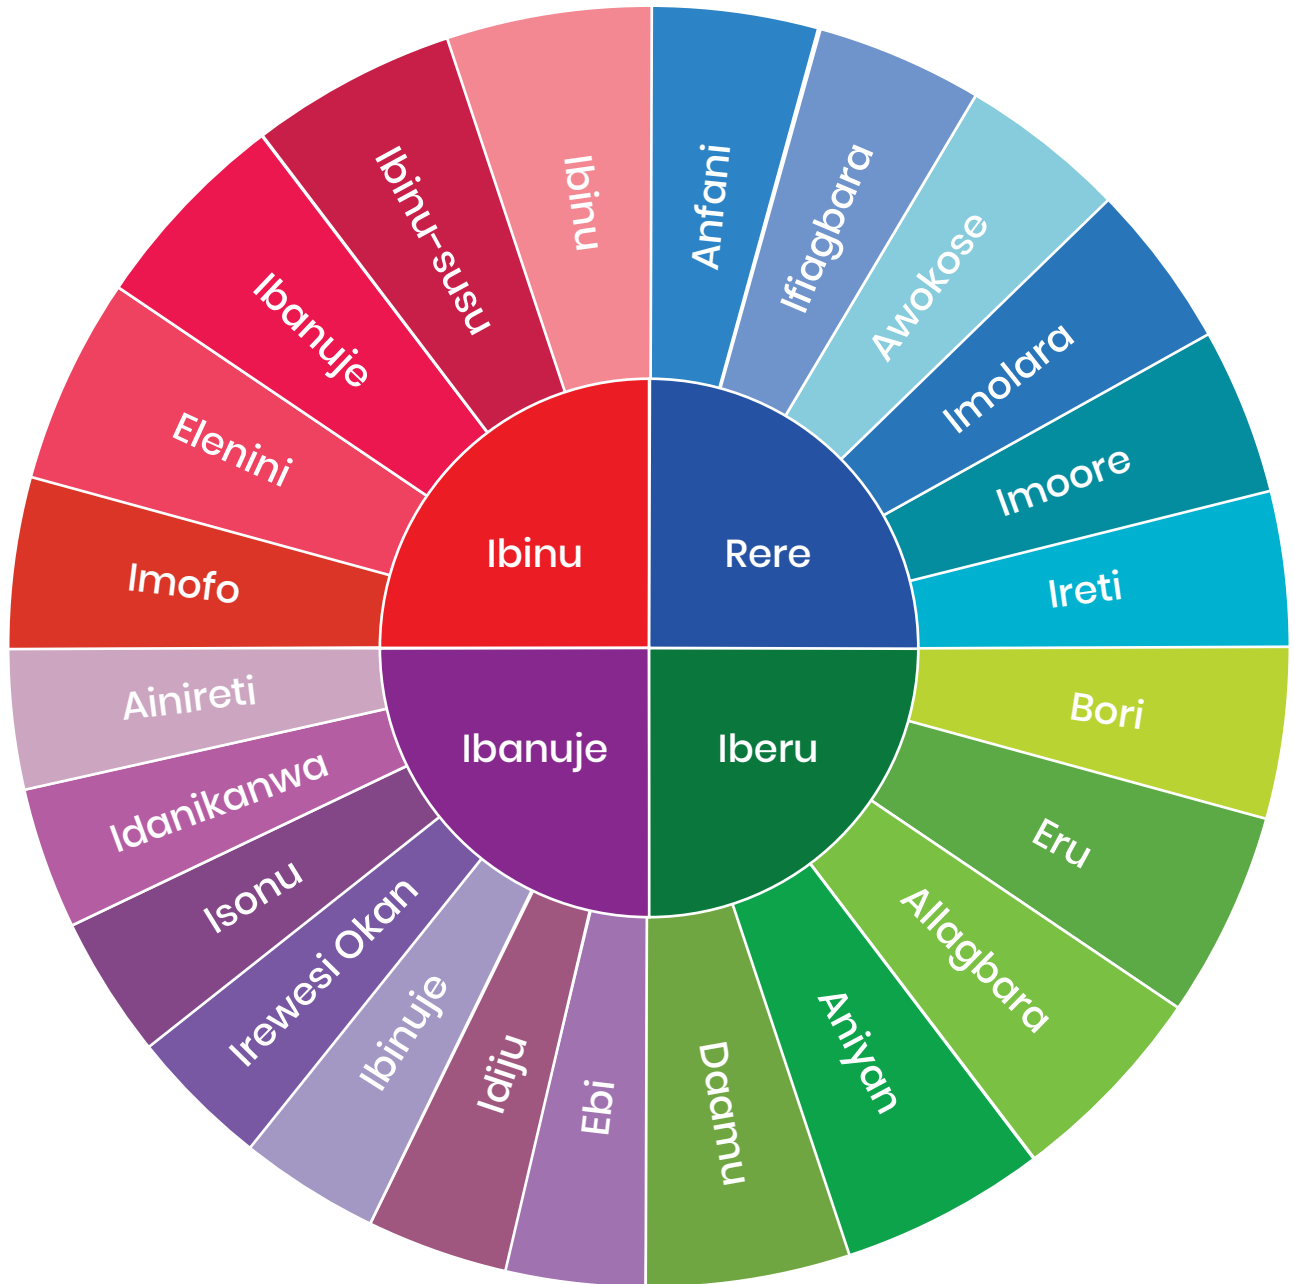 Ibinu
Rere
Ibanuje
Iberu
Anfani
Ifiagbara
Awokose
Imolara
Imoore
Ireti
Bori
Eru
Allagbara
Aniyan
Daamu
Ebi
Idiju
Ibinuje
Irewesi Okan
Isonu
Idanikanwa
Ainireti
Imofo
Elenini
Ibanuje
Ibinu-susu
Ibinu